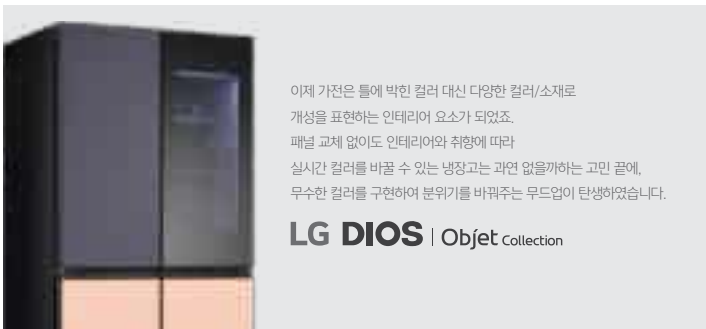 이제 가전은 틀에 박힌 컬러 대신 다양한 컬러/소재로
개성을 표현하는 인테리어 요소가 되었죠.
패널 교체 없이도 인테리어와 취향에 따라
실시간 컬러를 바꿀 수 있는 냉장고는 과연 없을까하는 고민 끝에,
무수한 컬러를 구현하여 분위기를 바꿔주는 무드업이 탄생하였습니다.
LG DIOS | Objet Collection